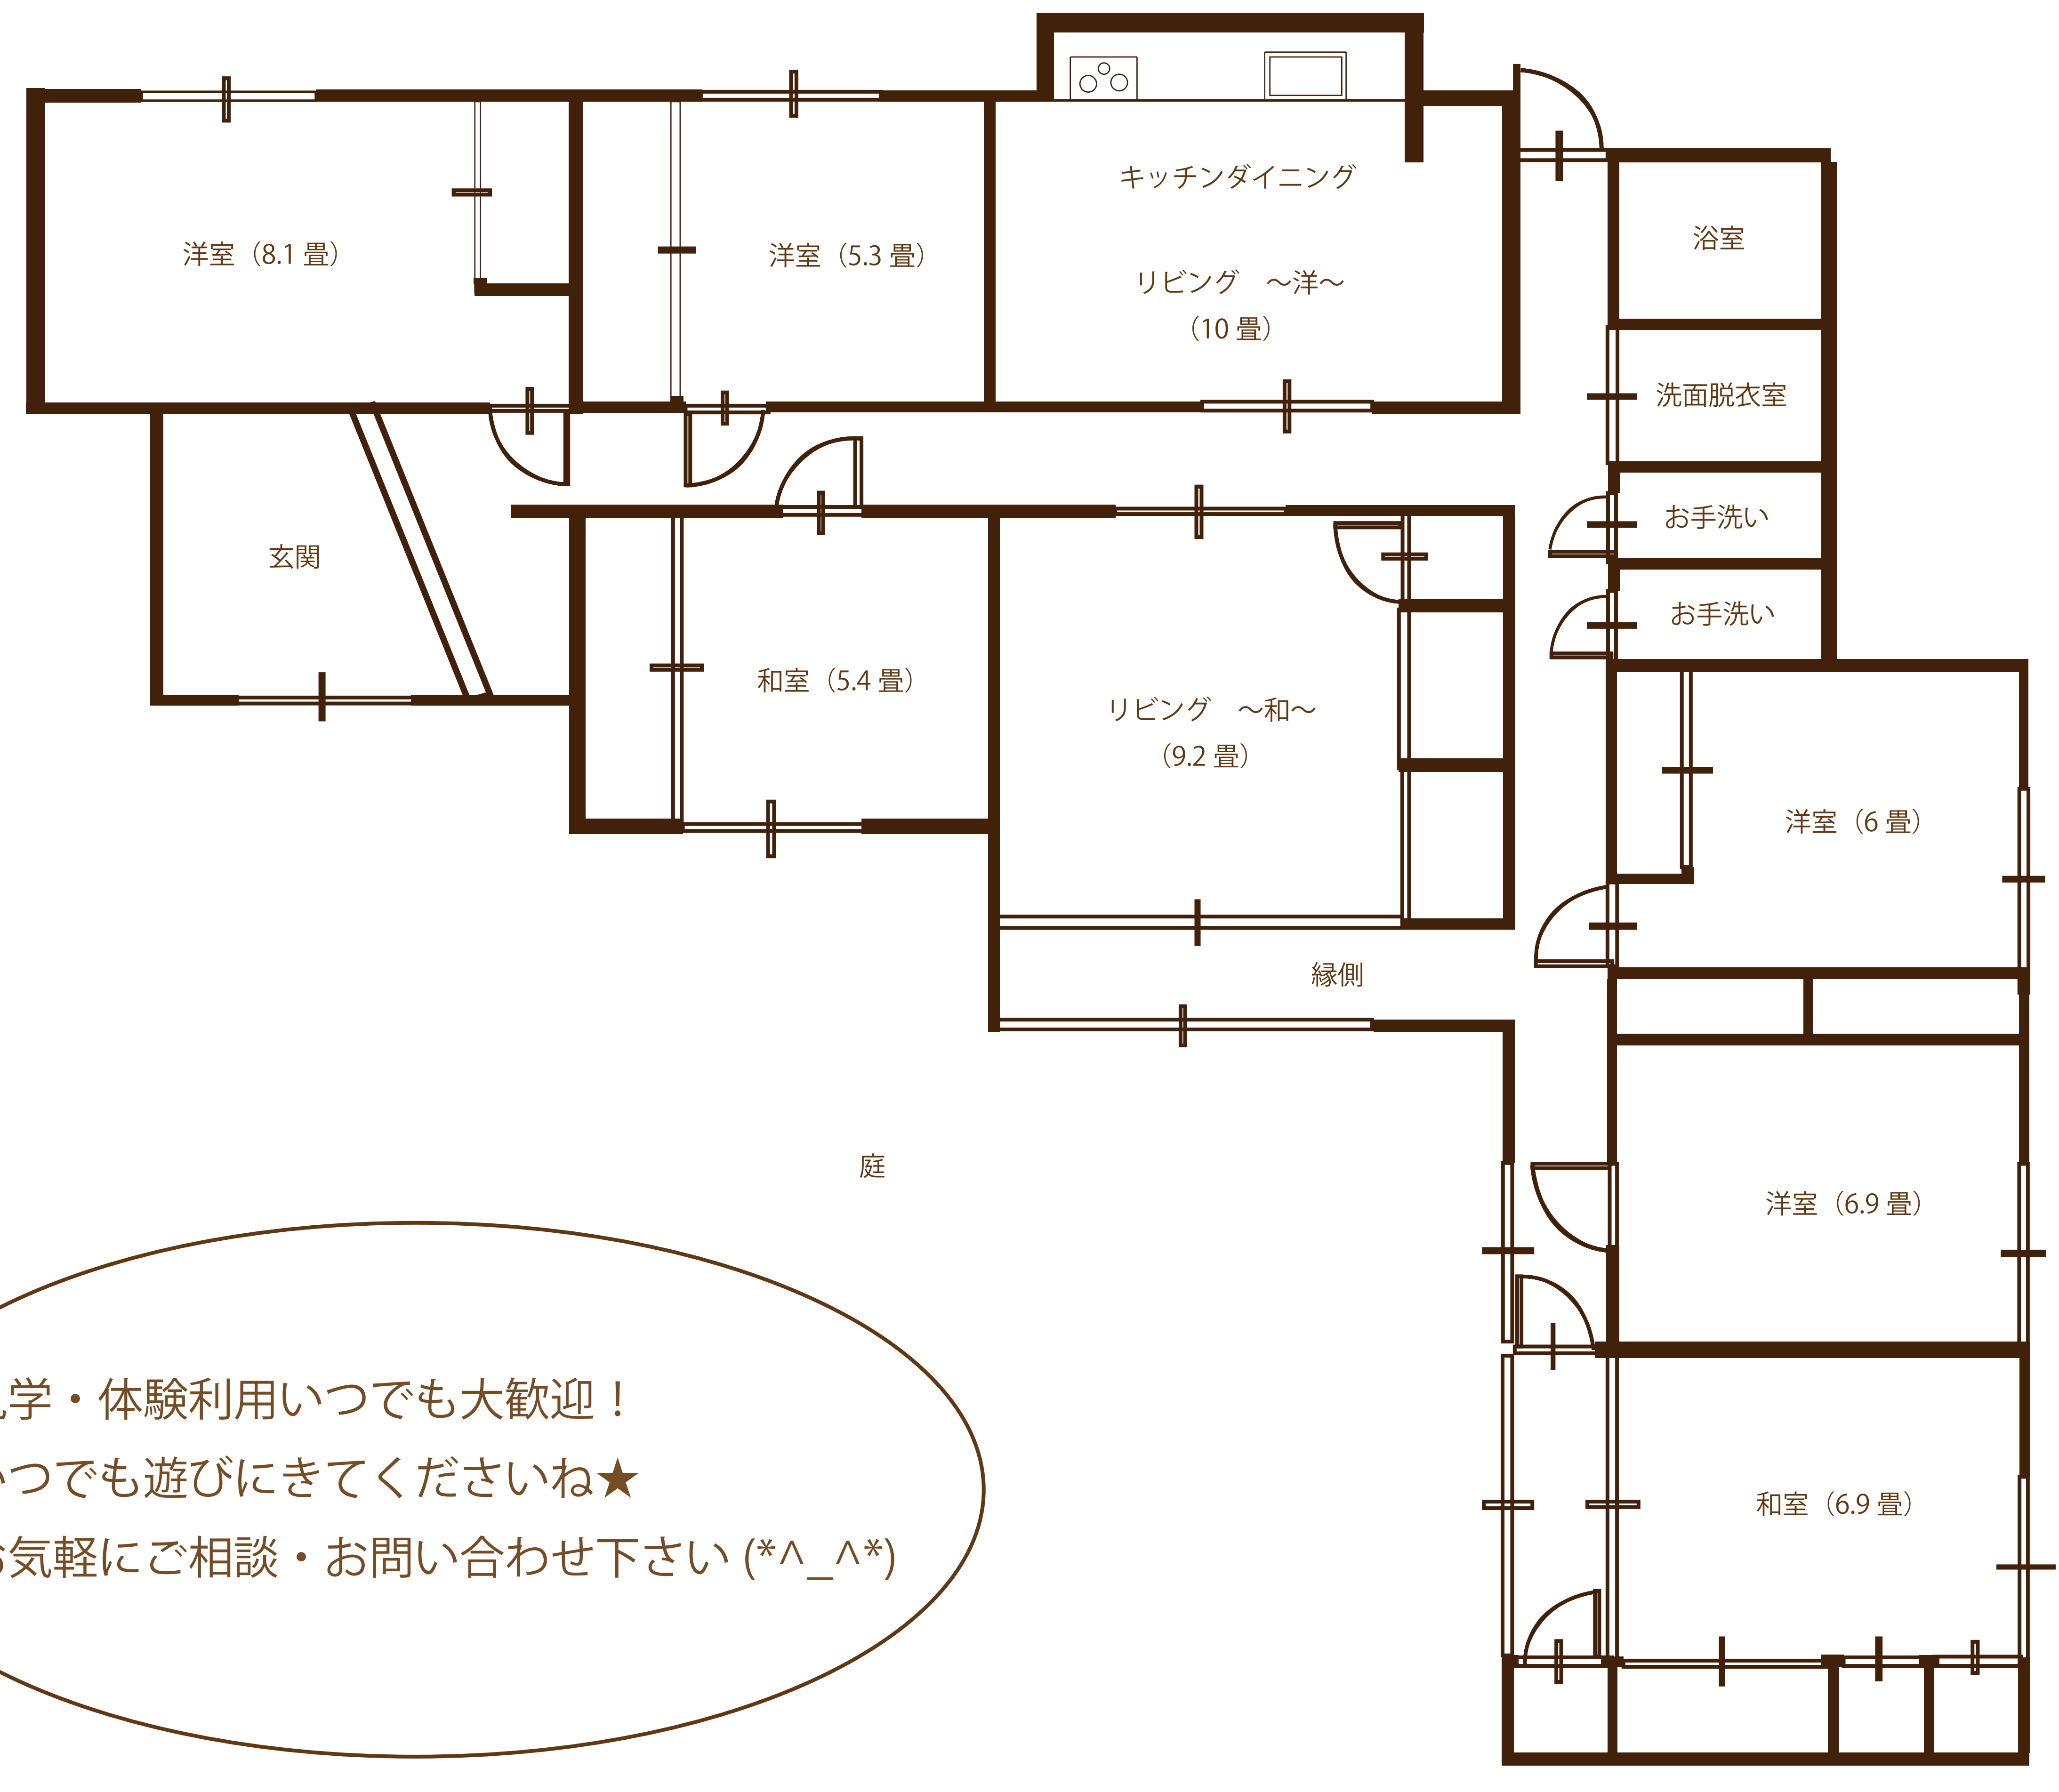 キッチンダイニング
浴室
洋室（8.1 畳）
洋室（5.3 畳）
リビング　～洋～
（10 畳）
洗面脱衣室
お手洗い
玄関
お手洗い
和室（5.4 畳）
リビング　～和～
（9.2 畳）
洋室（6 畳）
縁側
庭
洋室（6.9 畳）
学・体験利用いつでも大歓迎！
つでも遊びにきてくださいね★
和室（6.9 畳）
気軽にご相談・お問い合わせ下さい (*^_^*)